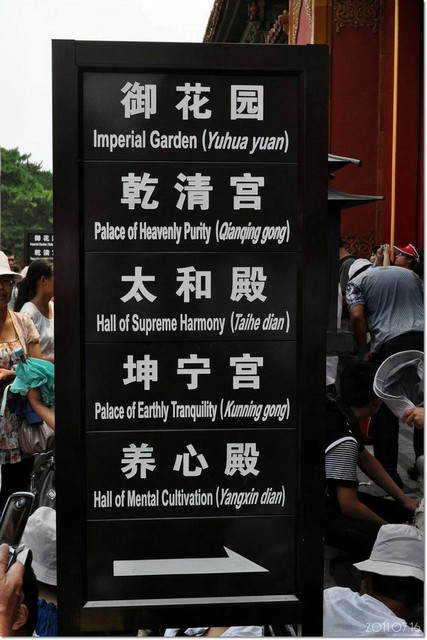 御花园
Imperial Garden (Yuhua yuan)
乾清宫
Palace of Heavenly Purity (Qianqing gong)
太和殿
Hall of Supreme Harmony (Taihe dian)
坤宁宫
Palace of Earthly Tranquility (Kunning gong)
养心殿
Hall of Mental Cultivation (Yangxin dian)
2011 07 16